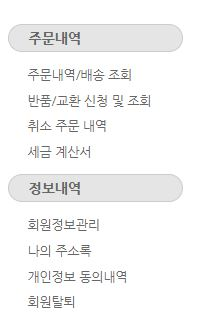 주문내역
주문내역/배송 조회
반품/교환 신청 및 조회
취소 주문 내역
세금 계산서
정보내역
회원정보관리
나의 주소록
개인정보 동의내역
회원탈퇴